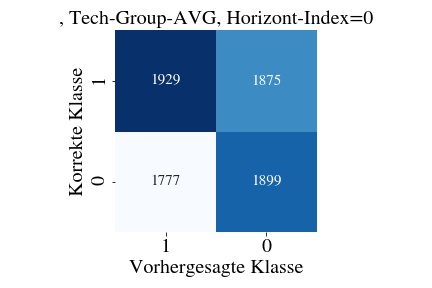 , Tech-Group-AVG, Horizont-Index=0
Korrekte Klasse
1
1929
1875
0
1777
1899
1
0
Vorhergesagte Klasse